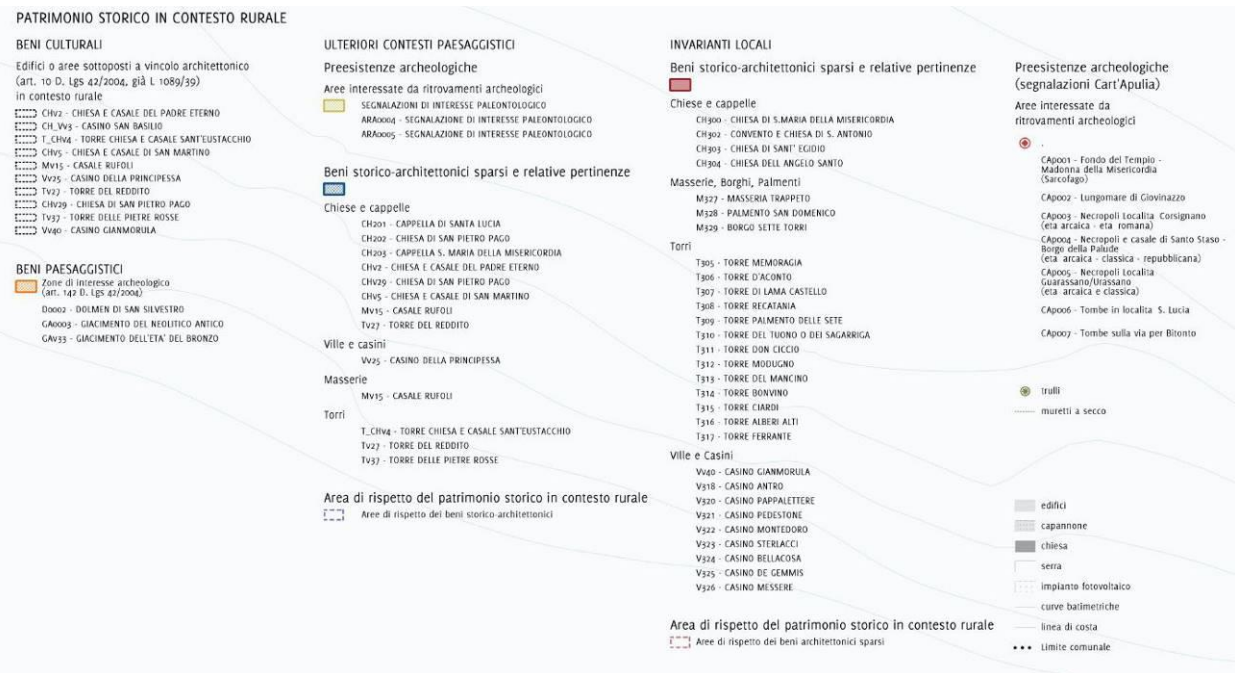 PATRIMONIO STORICO IN CONTESTO RURALE
BENI CULTURALI
Edifici o aree sottoposti a vincolo architettonico
(art. 10 D. Lgs 42/2004, già L 1089/39)
in contesto rurale
CHv2 - CHIESA E CASALE DEL PADRE ETERNO
CH_Vv3 - CASINO SAN BASILIO
T_CHv4 - TORRE CHIESA E CASALE SANT'EUSTACCHIO
CHv5 - CHIESA E CASALE DI SAN MARTINO
Mv15 - CASALE RUFOLI
Vv25 - CASINO DELLA PRINCIPESSA
Tv27 - TORRE DEL REDDITO
CHv29 - CHIESA DI SAN PIETRO PAGO
Tv37 - TORRE DELLE PIETRE ROSSE
Vv40 - CASINO GIANMORULA
BENI PAESAGGISTICI
Zone di interesse archeologico
(art. 142 D. Lgs 42/2004)
D0002 - DOLMEN DI SAN SILVESTRO
GA0003 - GIACIMENTO DEL NEOLITICO ANTICO
GAv33 - GIACIMENTO DELL'ETA' DEL BRONZO
ULTERIORI CONTESTI PAESAGGISTICI
Preesistenze archeologiche
Aree interessate da ritrovamenti archeologici
SEGNALAZIONI DI INTERESSE PALEONTOLOGICO
ARA0004 - SEGNALAZIONE DI INTERESSE PALEONTOLOGICO
ARA0005 - SEGNALAZIONE DI INTERESSE PALEONTOLOGICO
Beni storico-architettonici sparsi e relative pertinenze
Chiese e cappelle
CH201 - CAPPELLA DI SANTA LUCIA
CH202 - CHIESA DI SAN PIETRO PAGO
CH203 - CAPPELLA S. MARIA DELLA MISERICORDIA
CHv2 - CHIESA E CASALE DEL PADRE ETERNO
CHv29 - CHIESA DI SAN PIETRO PAGO
CHv5 - CHIESA E CASALE DI SAN MARTINO
Mv15 - CASALE RUFOLI
Tv27 - TORRE DEL REDDITO
Ville e casini
Vv25 - CASINO DELLA PRINCIPESSA
Masserie
Mv15 - CASALE RUFOLI
Torri
T_CHv4 - TORRE CHIESA E CASALE SANT'EUSTACCHIO
Tv27 - TORRE DEL REDDITO
Tv37 - TORRE DELLE PIETRE ROSSE
Area di rispetto del patrimonio storico in contesto rurale
Aree di rispetto dei beni storico-architettonici
INVARIANTI LOCALI
Beni storico-architettonici sparsi e relative pertinenze
Chiese e cappelle
CH300 - CHIESA DI S.MARIA DELLA MISERICORDIA
CH302 - CONVENTO E CHIESA DI S. ANTONIO
CH303 - CHIESA DI SANT' EGIDIO
CH304 - CHIESA DELL ANGELO SANTO
Masserie, Borghi, Palmenti
M327 - MASSERIA TRAPPETO
M328 - PALMENTO SAN DOMENICO
M329 - BORGO SETTE TORRI
Torri
T305 - TORRE MEMORAGIA
T306 - TORRE D'ACONTO
T307 - TORRE DI LAMA CASTELLO
T308 - TORRE RECATANIA
T309 - TORRE PALMENTO DELLE SETE
T310 - TORRE DEL TUONO O DEI SAGARRIGA
T311 - TORRE DON CICCIO
T312 - TORRE MODUGNO
T313 - TORRE DEL MANCINO
T314 - TORRE BONVINO
T315 - TORRE CIARDI
T316 - TORRE ALBERI ALTI
T317 - TORRE FERRANTE
Ville e Casini
Vv40 - CASINO GIANMORULA
V318 - CASINO ANTRO
V320 - CASINO PAPPALETTERE
V321 - CASINO PEDESTONE
V322 - CASINO MONTEDORO
V323 - CASINO STERLACCI
V324 - CASINO BELLACOSA
V325 - CASINO DE GEMMIS
V326 - CASINO MESSERE
Area di rispetto del patrimonio storico in contesto rurale
Aree di rispetto dei beni architettonici sparsi
Preesistenze archeologiche
(segnalazioni Cart'Apulia)
Aree interessate da
ritrovamenti archeologici
.
CAp001 - Fondo del Tempio -
Madonna della Misericordia
(Sarcofago)
CAp002 - Lungomare di Giovinazzo
CAp003 - Necropoli Localita Corsignano
(eta arcaica - eta romana)
CAp004 - Necropoli e casale di Santo Staso -
Borgo della Palude
(eta arcaica - classica - repubblicana)
CAp005 - Necropoli Localita
Guarassano/Urassano
(eta arcaica e classica)
CAp006 - Tombe in localita S. Lucia
CAp007 - Tombe sulla via per Bitonto
trulli
muretti a secco
edifici
capannone
chiesa
serra
impianto fotovoltaico
curve batimetriche
linea di costa
Limite comunale